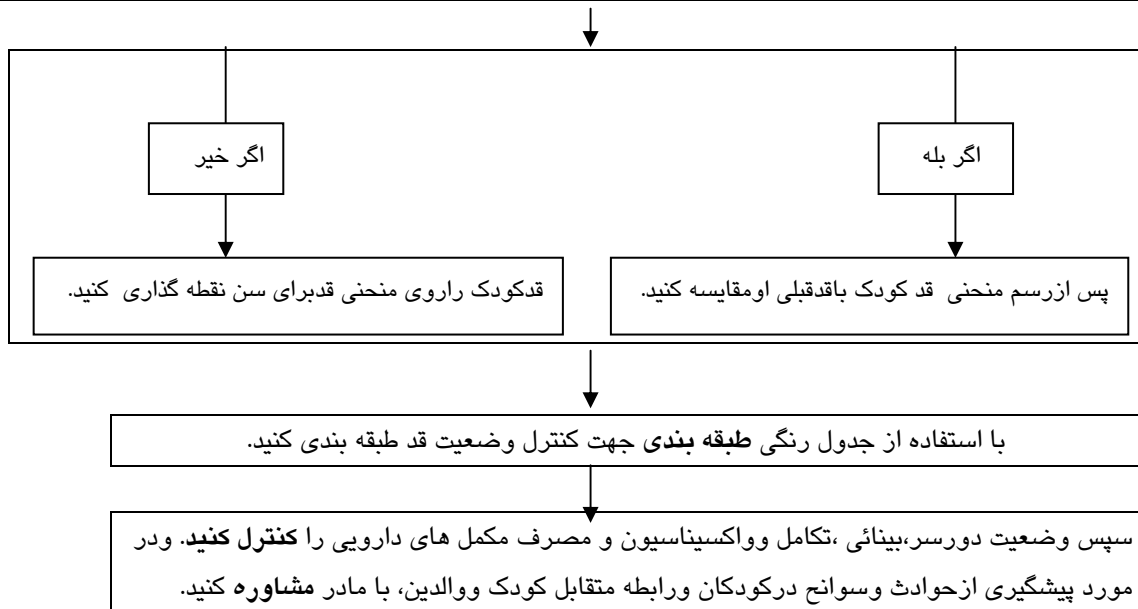 اگر بله
اگر خیر
پس ازرسم منحنی قد کودک باقدقبلی اومقایسه کنید.
قدکودک راروی منحنی قدبرای سن نقطه گذاری کنید.
با استفاده از جدول رنگی طبقه بندی جهت کنترل وضعیت قد طبقه بندی کنید.
سپس وضعیت دورسر،بینائی ،تکامل وواکسیناسیون و مصرف مکمل های دارویی را کنترل کنید. ودر
مورد پیشگیری ازحوادث وسوانح درکودکان ورابطه متقابل کودک ووالدین، با مادر مشاوره کنید.